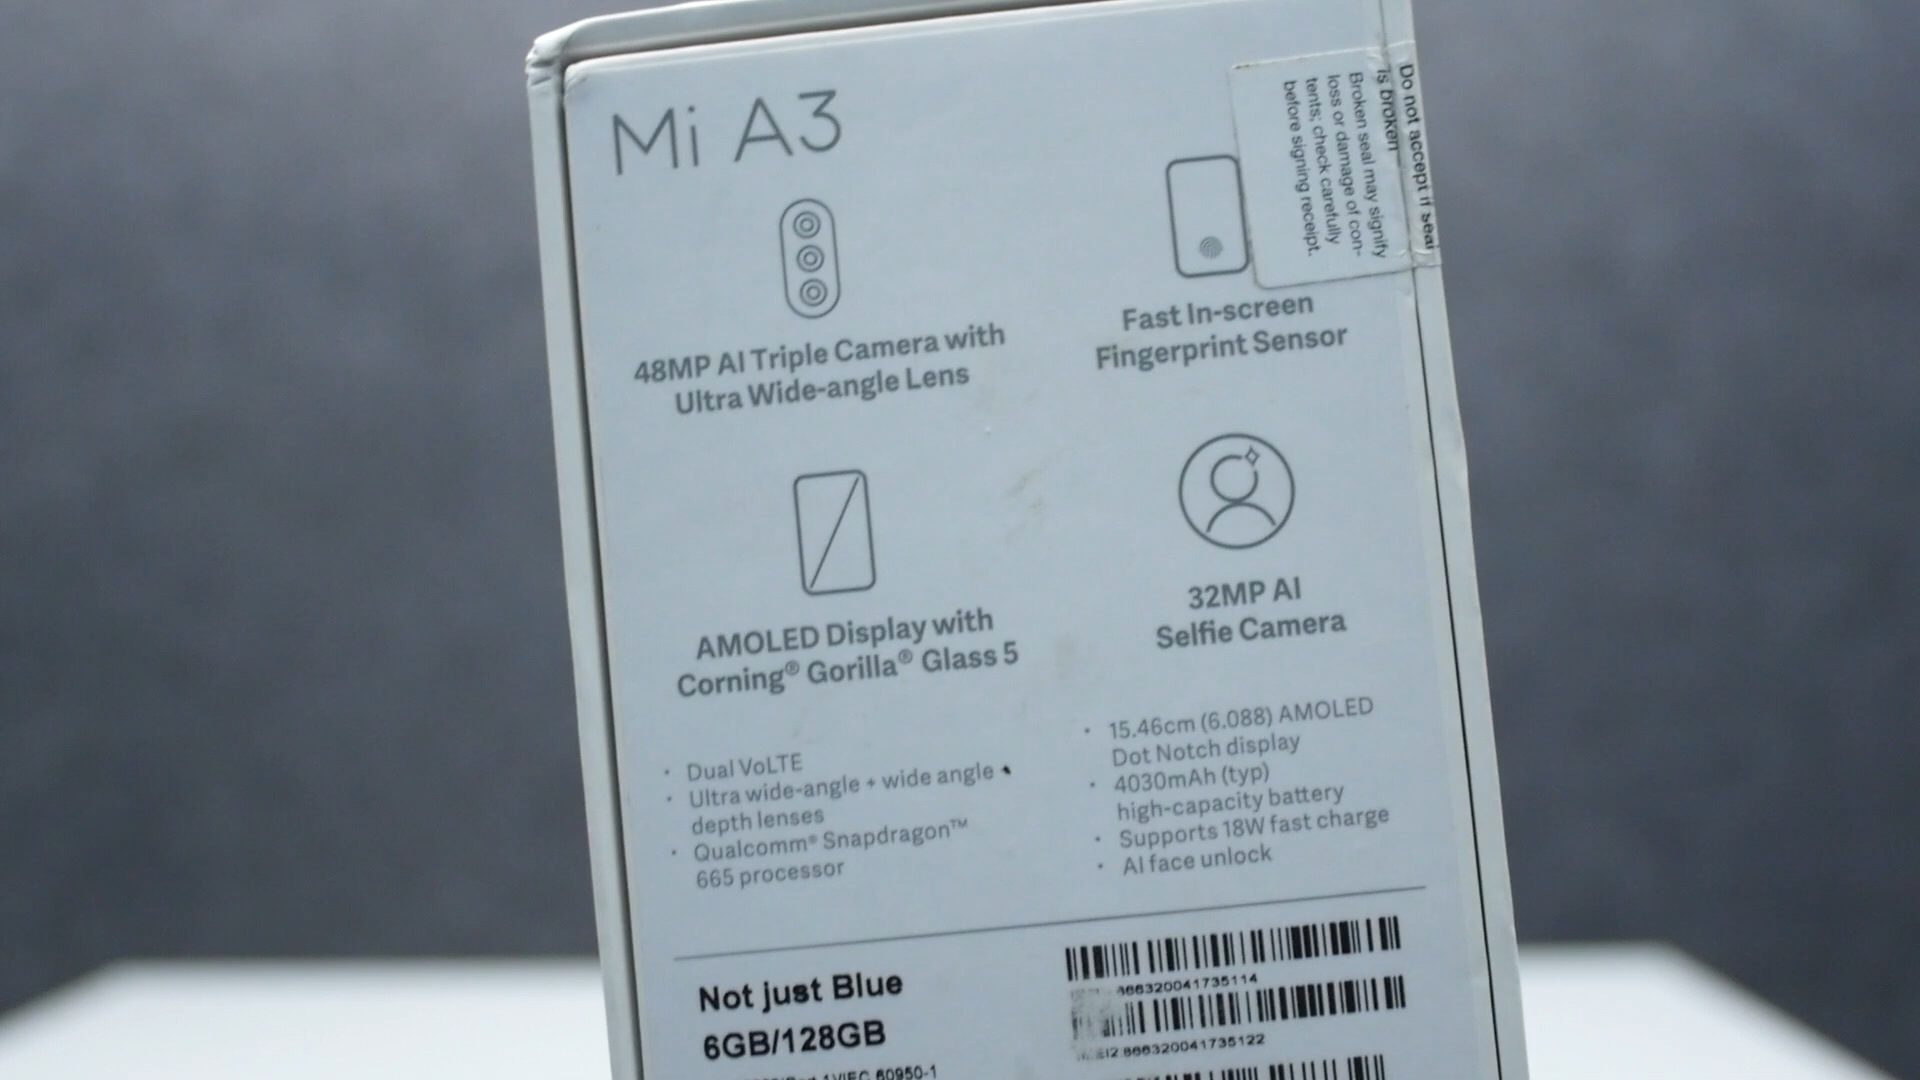 Mi A3
48MP AI Triple Camera with
Ultra Wide-angle Lens
Fast In-screen
Fingerprint Sensor
Do not accept if seal
is broken
Broken seal may signify
loss or damage of con-
tents; check carefully
before signing receipt.
AMOLED Display with
Corning® Gorilla® Glass 5
32MP AI
Selfie Camera
• Dual VoLTE
• Ultra wide-angle + wide angle
depth lenses
• Qualcomm® Snapdragon™
665 processor
• 15.46cm (6.088) AMOLED
Dot Notch display
• 4030mAh (typ)
high-capacity battery
• Supports 18W fast charge
• AI face unlock
Not just Blue
6GB/128GB
866320041735114
866320041735122
60950-1